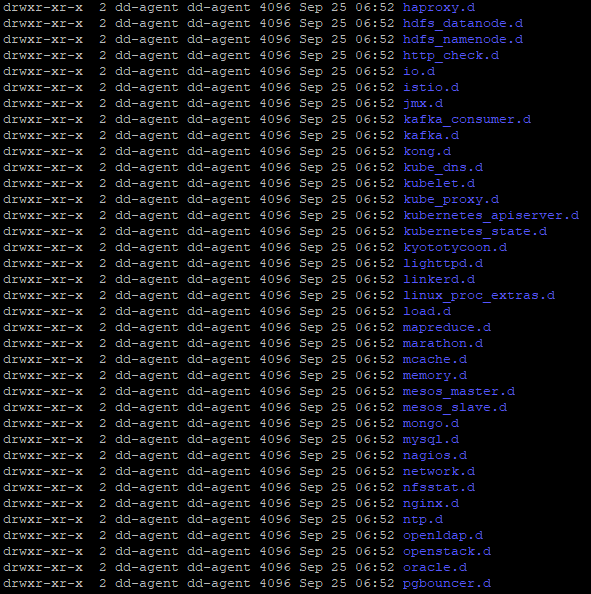 drwxr-xr-x  2 dd-agent dd-agent 4096 Sep 25 06:52 haproxy.d
drwxr-xr-x  2 dd-agent dd-agent 4096 Sep 25 06:52 hdfs_datanode.d
drwxr-xr-x  2 dd-agent dd-agent 4096 Sep 25 06:52 hdfs_namenode.d
drwxr-xr-x  2 dd-agent dd-agent 4096 Sep 25 06:52 http_check.d
drwxr-xr-x  2 dd-agent dd-agent 4096 Sep 25 06:52 io.d
drwxr-xr-x  2 dd-agent dd-agent 4096 Sep 25 06:52 istio.d
drwxr-xr-x  2 dd-agent dd-agent 4096 Sep 25 06:52 jmx.d
drwxr-xr-x  2 dd-agent dd-agent 4096 Sep 25 06:52 kafka_consumer.d
drwxr-xr-x  2 dd-agent dd-agent 4096 Sep 25 06:52 kafka.d
drwxr-xr-x  2 dd-agent dd-agent 4096 Sep 25 06:52 kong.d
drwxr-xr-x  2 dd-agent dd-agent 4096 Sep 25 06:52 kube_dns.d
drwxr-xr-x  2 dd-agent dd-agent 4096 Sep 25 06:52 kubelet.d
drwxr-xr-x  2 dd-agent dd-agent 4096 Sep 25 06:52 kube_proxy.d
drwxr-xr-x  2 dd-agent dd-agent 4096 Sep 25 06:52 kubernetes_apiserver.d
drwxr-xr-x  2 dd-agent dd-agent 4096 Sep 25 06:52 kubernetes_state.d
drwxr-xr-x  2 dd-agent dd-agent 4096 Sep 25 06:52 kyototycoon.d
drwxr-xr-x  2 dd-agent dd-agent 4096 Sep 25 06:52 lighttpd.d
drwxr-xr-x  2 dd-agent dd-agent 4096 Sep 25 06:52 linkerd.d
drwxr-xr-x  2 dd-agent dd-agent 4096 Sep 25 06:52 linux_proc_extras.d
drwxr-xr-x  2 dd-agent dd-agent 4096 Sep 25 06:52 load.d
drwxr-xr-x  2 dd-agent dd-agent 4096 Sep 25 06:52 mapreduce.d
drwxr-xr-x  2 dd-agent dd-agent 4096 Sep 25 06:52 marathon.d
drwxr-xr-x  2 dd-agent dd-agent 4096 Sep 25 06:52 mcache.d
drwxr-xr-x  2 dd-agent dd-agent 4096 Sep 25 06:52 memory.d
drwxr-xr-x  2 dd-agent dd-agent 4096 Sep 25 06:52 mesos_master.d
drwxr-xr-x  2 dd-agent dd-agent 4096 Sep 25 06:52 mesos_slave.d
drwxr-xr-x  2 dd-agent dd-agent 4096 Sep 25 06:52 mongo.d
drwxr-xr-x  2 dd-agent dd-agent 4096 Sep 25 06:52 mysql.d
drwxr-xr-x  2 dd-agent dd-agent 4096 Sep 25 06:52 nagios.d
drwxr-xr-x  2 dd-agent dd-agent 4096 Sep 25 06:52 network.d
drwxr-xr-x  2 dd-agent dd-agent 4096 Sep 25 06:52 nfsstat.d
drwxr-xr-x  2 dd-agent dd-agent 4096 Sep 25 06:52 nginx.d
drwxr-xr-x  2 dd-agent dd-agent 4096 Sep 25 06:52 ntp.d
drwxr-xr-x  2 dd-agent dd-agent 4096 Sep 25 06:52 openldap.d
drwxr-xr-x  2 dd-agent dd-agent 4096 Sep 25 06:52 openstack.d
drwxr-xr-x  2 dd-agent dd-agent 4096 Sep 25 06:52 oracle.d
drwxr-xr-x  2 dd-agent dd-agent 4096 Sep 25 06:52 pgbouncer.d